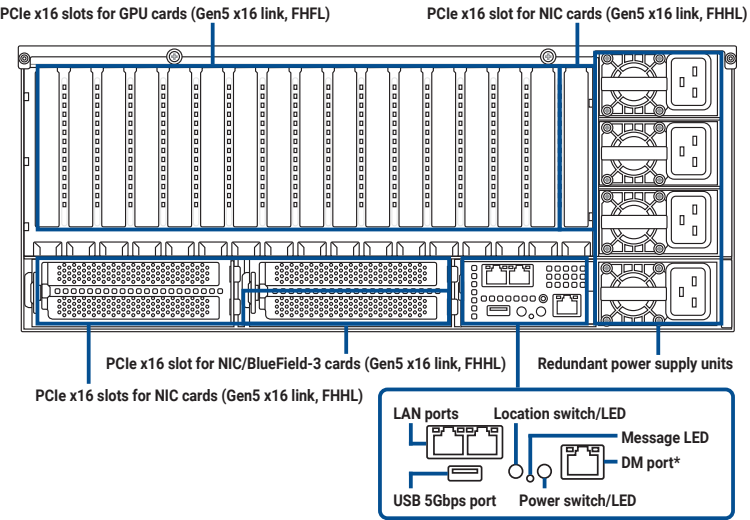 PCIe x16 slots for GPU cards (Gen5 x16 link, FHFL)
PCIe x16 slot for NIC cards (Gen5 x16 link, FHHL)
PCIe x16 slot for NIC/BlueField-3 cards (Gen5 x16 link, FHHL)
Redundant power supply units
PCIe x16 slots for NIC cards (Gen5 x16 link, FHHL)
LAN ports
Location switch/LED
Message LED
DM port*
USB 5Gbps port
Power switch/LED